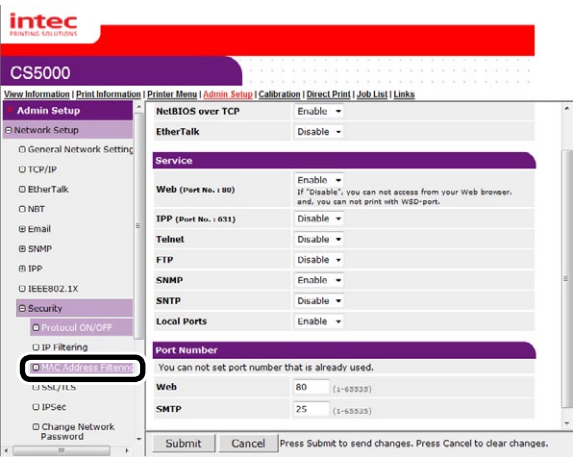 intec
PRINTING SOLUTIONS
CS5000
View Information | Print Information | Printer Menu | Admin Setup | Calibration | Direct Print | Job List | Links
Admin Setup
Network Setup
General Network Setting
TCP/IP
EtherTalk
NBT
Email
SNMP
IPP
IEEE802.1X
Security
Protocol ON/OFF
IP Filtering
MAC Address Filtering
SSL/TLS
IPSec
Change Network
Password
NetBIOS over TCP Enable
EtherTalk Disable
Service
Web (Port No. : 80) Enable
If "Disable", you can not access from your Web browser.
and, you can not print with WSD-port.
IPP (Port No. : 631) Disable
Telnet Disable
FTP Disable
SNMP Enable
SNTP Disable
Local Ports Enable
Port Number
You can not set port number that is already used.
Web 80 (1-65535)
SMTP 25 (1-65535)
Submit Cancel Press Submit to send changes. Press Cancel to clear changes.